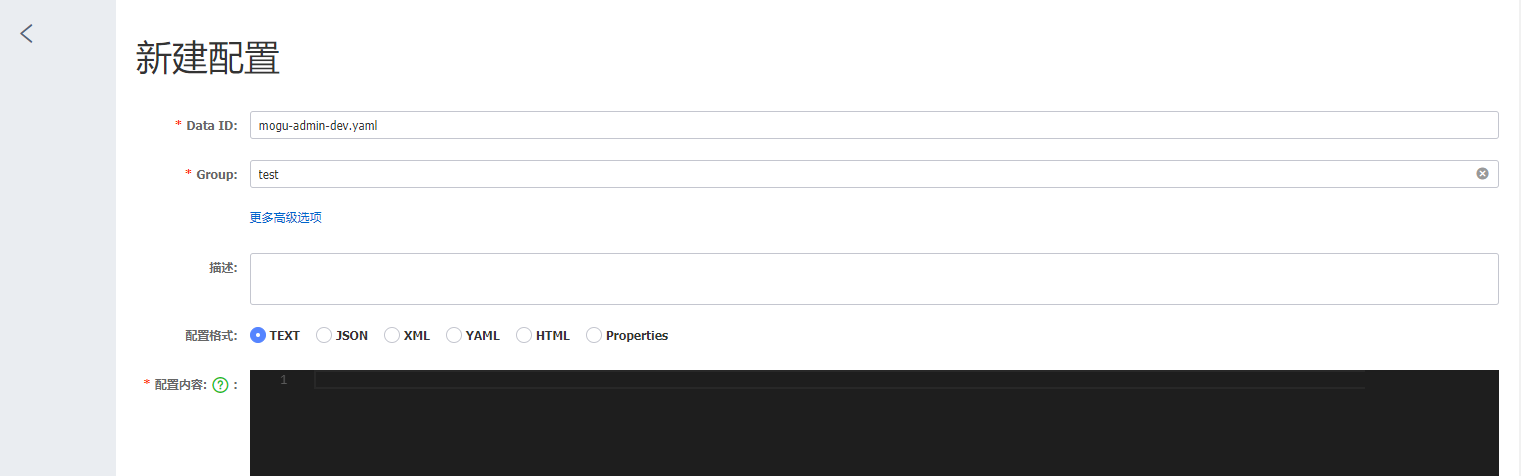 新建配置
* Data ID: mogu-admin-dev.yaml
* Group: test
更多高级选项
描述:
配置格式: TEXT JSON XML YAML HTML Properties
* 配置内容: ? :
1